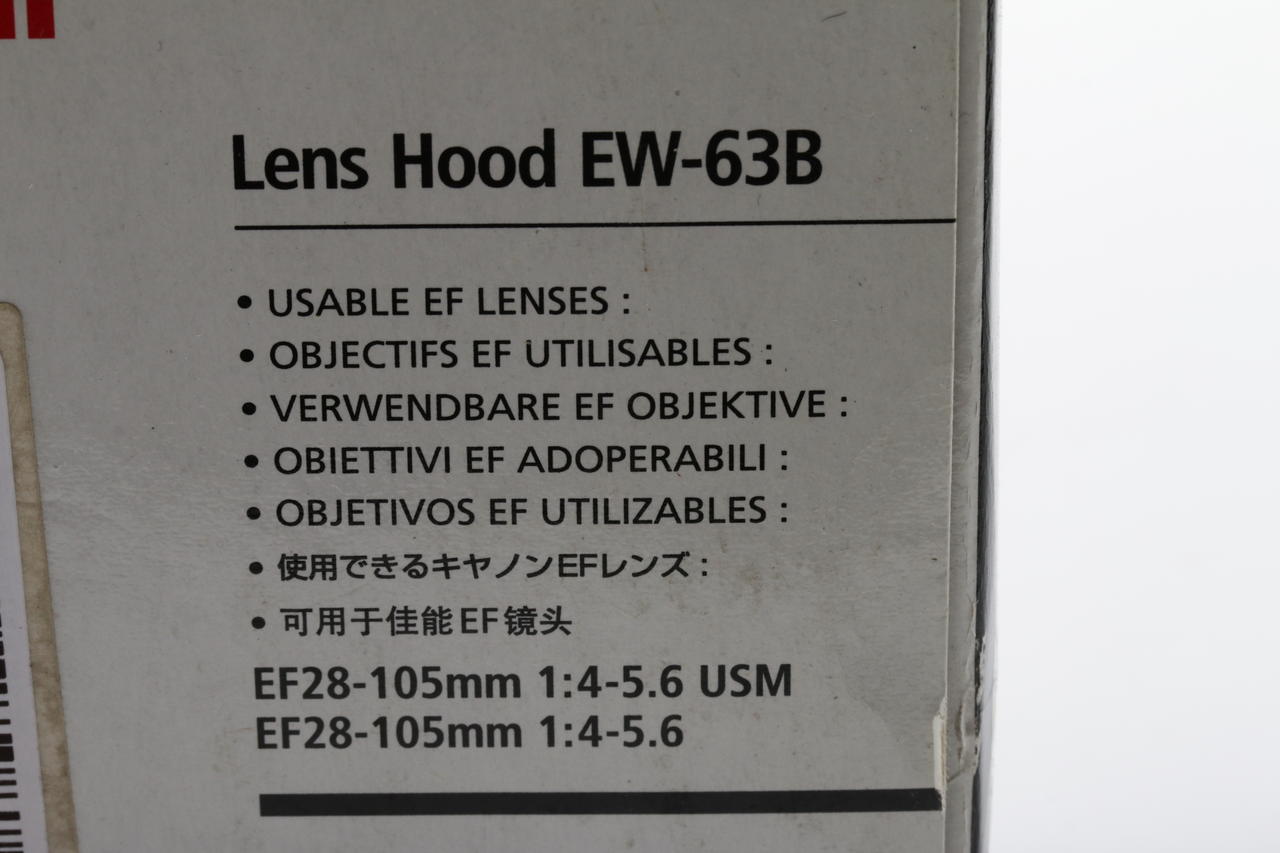 Lens Hood EW-63B
• USABLE EF LENSES :
• OBJECTIFS EF UTILISABLES :
• VERWENDBARE EF OBJEKTIVE :
• OBIETTIVI EF ADOPERABILI :
• OBJETIVOS EF UTILIZABLES :
• 使用できるキヤノンEFレンズ :
• 可用于佳能EF镜头
EF28-105mm 1:4-5.6 USM
EF28-105mm 1:4-5.6